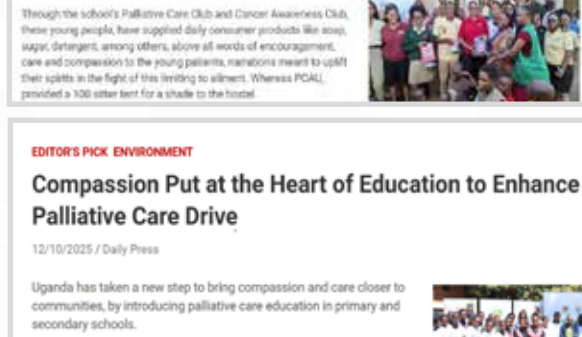 Through the school's Palliative Care Club and Cancer Awareness Club,
these young people, have supplied daily consumer products like soap,
sugar, detergent, among others, above all words of encouragement,
care and compassion to the young patients, narrations meant to uplift
their spirits in the fight of this limiting to ailment. Whereas PCAU,
provided a 100 sitter tent for a shade to the hostel
EDITOR'S PICK ENVIRONMENT
Compassion Put at the Heart of Education to Enhance
Palliative Care Drive
12/10/2025 / Daily Press
Uganda has taken a new step to bring compassion and care closer to
communities, by introducing palliative care education in primary and
secondary schools.